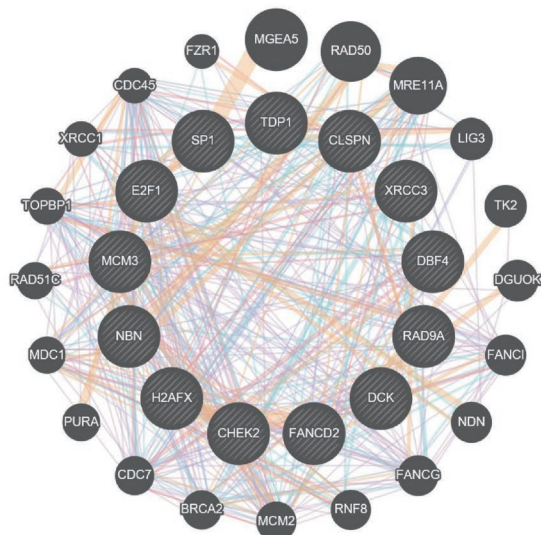 MGEA5
FZR1
RAD50
MRE11A
CDC45
TDP1
SP1
CLSPN
XRCC1
LIG3
E2F1
XRCC3
TOPBP1
TK2
MCM3
DBF4
RAD51C
DGUOK
NBN
RAD9A
MDC1
FANCI
H2AFX
DCK
PURA
NDN
CHEK2
FANCD2
CDC7
FANCG
BRCA2
RNF8
MCM2